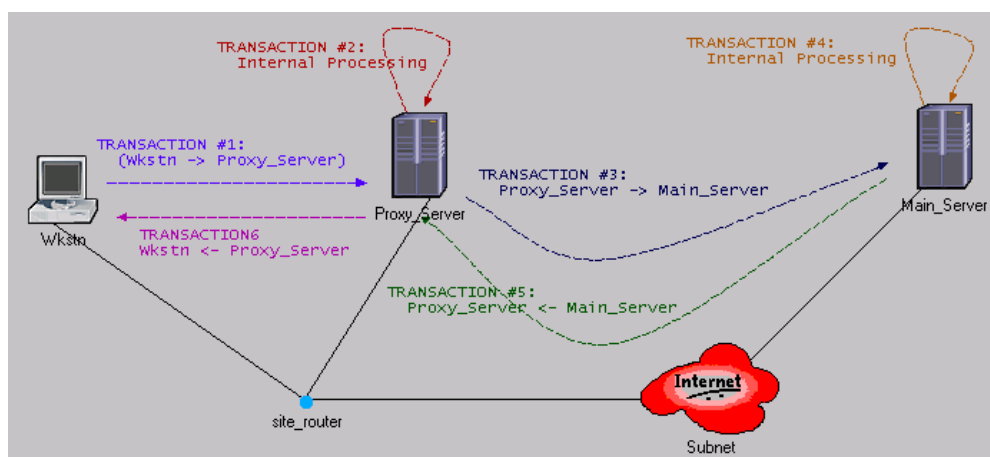 TRANSACTION #2:
Internal Processing
TRANSACTION #4:
Internal Processing
TRANSACTION #1:
(Wkstn -> Proxy_Server)
TRANSACTION #3:
Proxy_Server -> Main_Server
Wkstn
Proxy_Server
Main_Server
TRANSACTION6
Wkstn <- Proxy_Server
TRANSACTION #5:
Proxy_Server <- Main_Server
Internet
site_router
Subnet